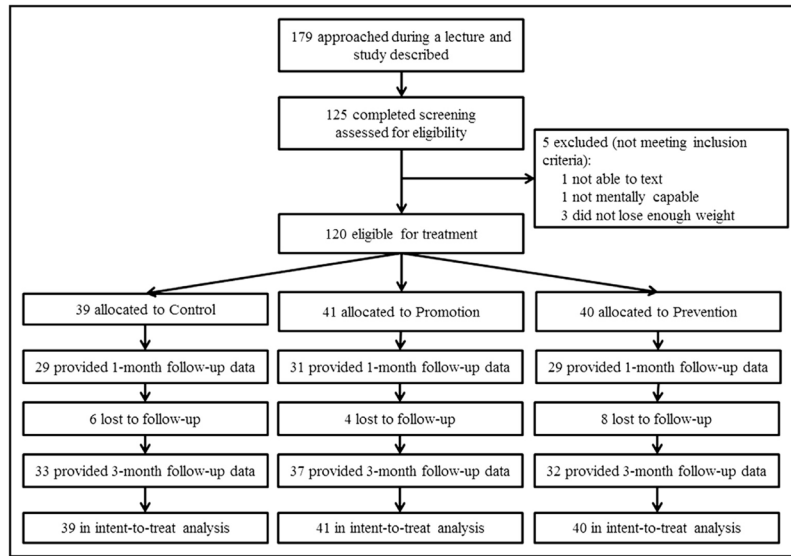 179 approached during a lecture and
study described
125 completed screening
assessed for eligibility
5 excluded (not meeting inclusion
criteria):
1 not able to text
1 not mentally capable
3 did not lose enough weight
120 eligible for treatment
39 allocated to Control
41 allocated to Promotion
40 allocated to Prevention
29 provided 1-month follow-up data
31 provided 1-month follow-up data
29 provided 1-month follow-up data
6 lost to follow-up
4 lost to follow-up
8 lost to follow-up
33 provided 3-month follow-up data
37 provided 3-month follow-up data
32 provided 3-month follow-up data
39 in intent-to-treat analysis
41 in intent-to-treat analysis
40 in intent-to-treat analysis